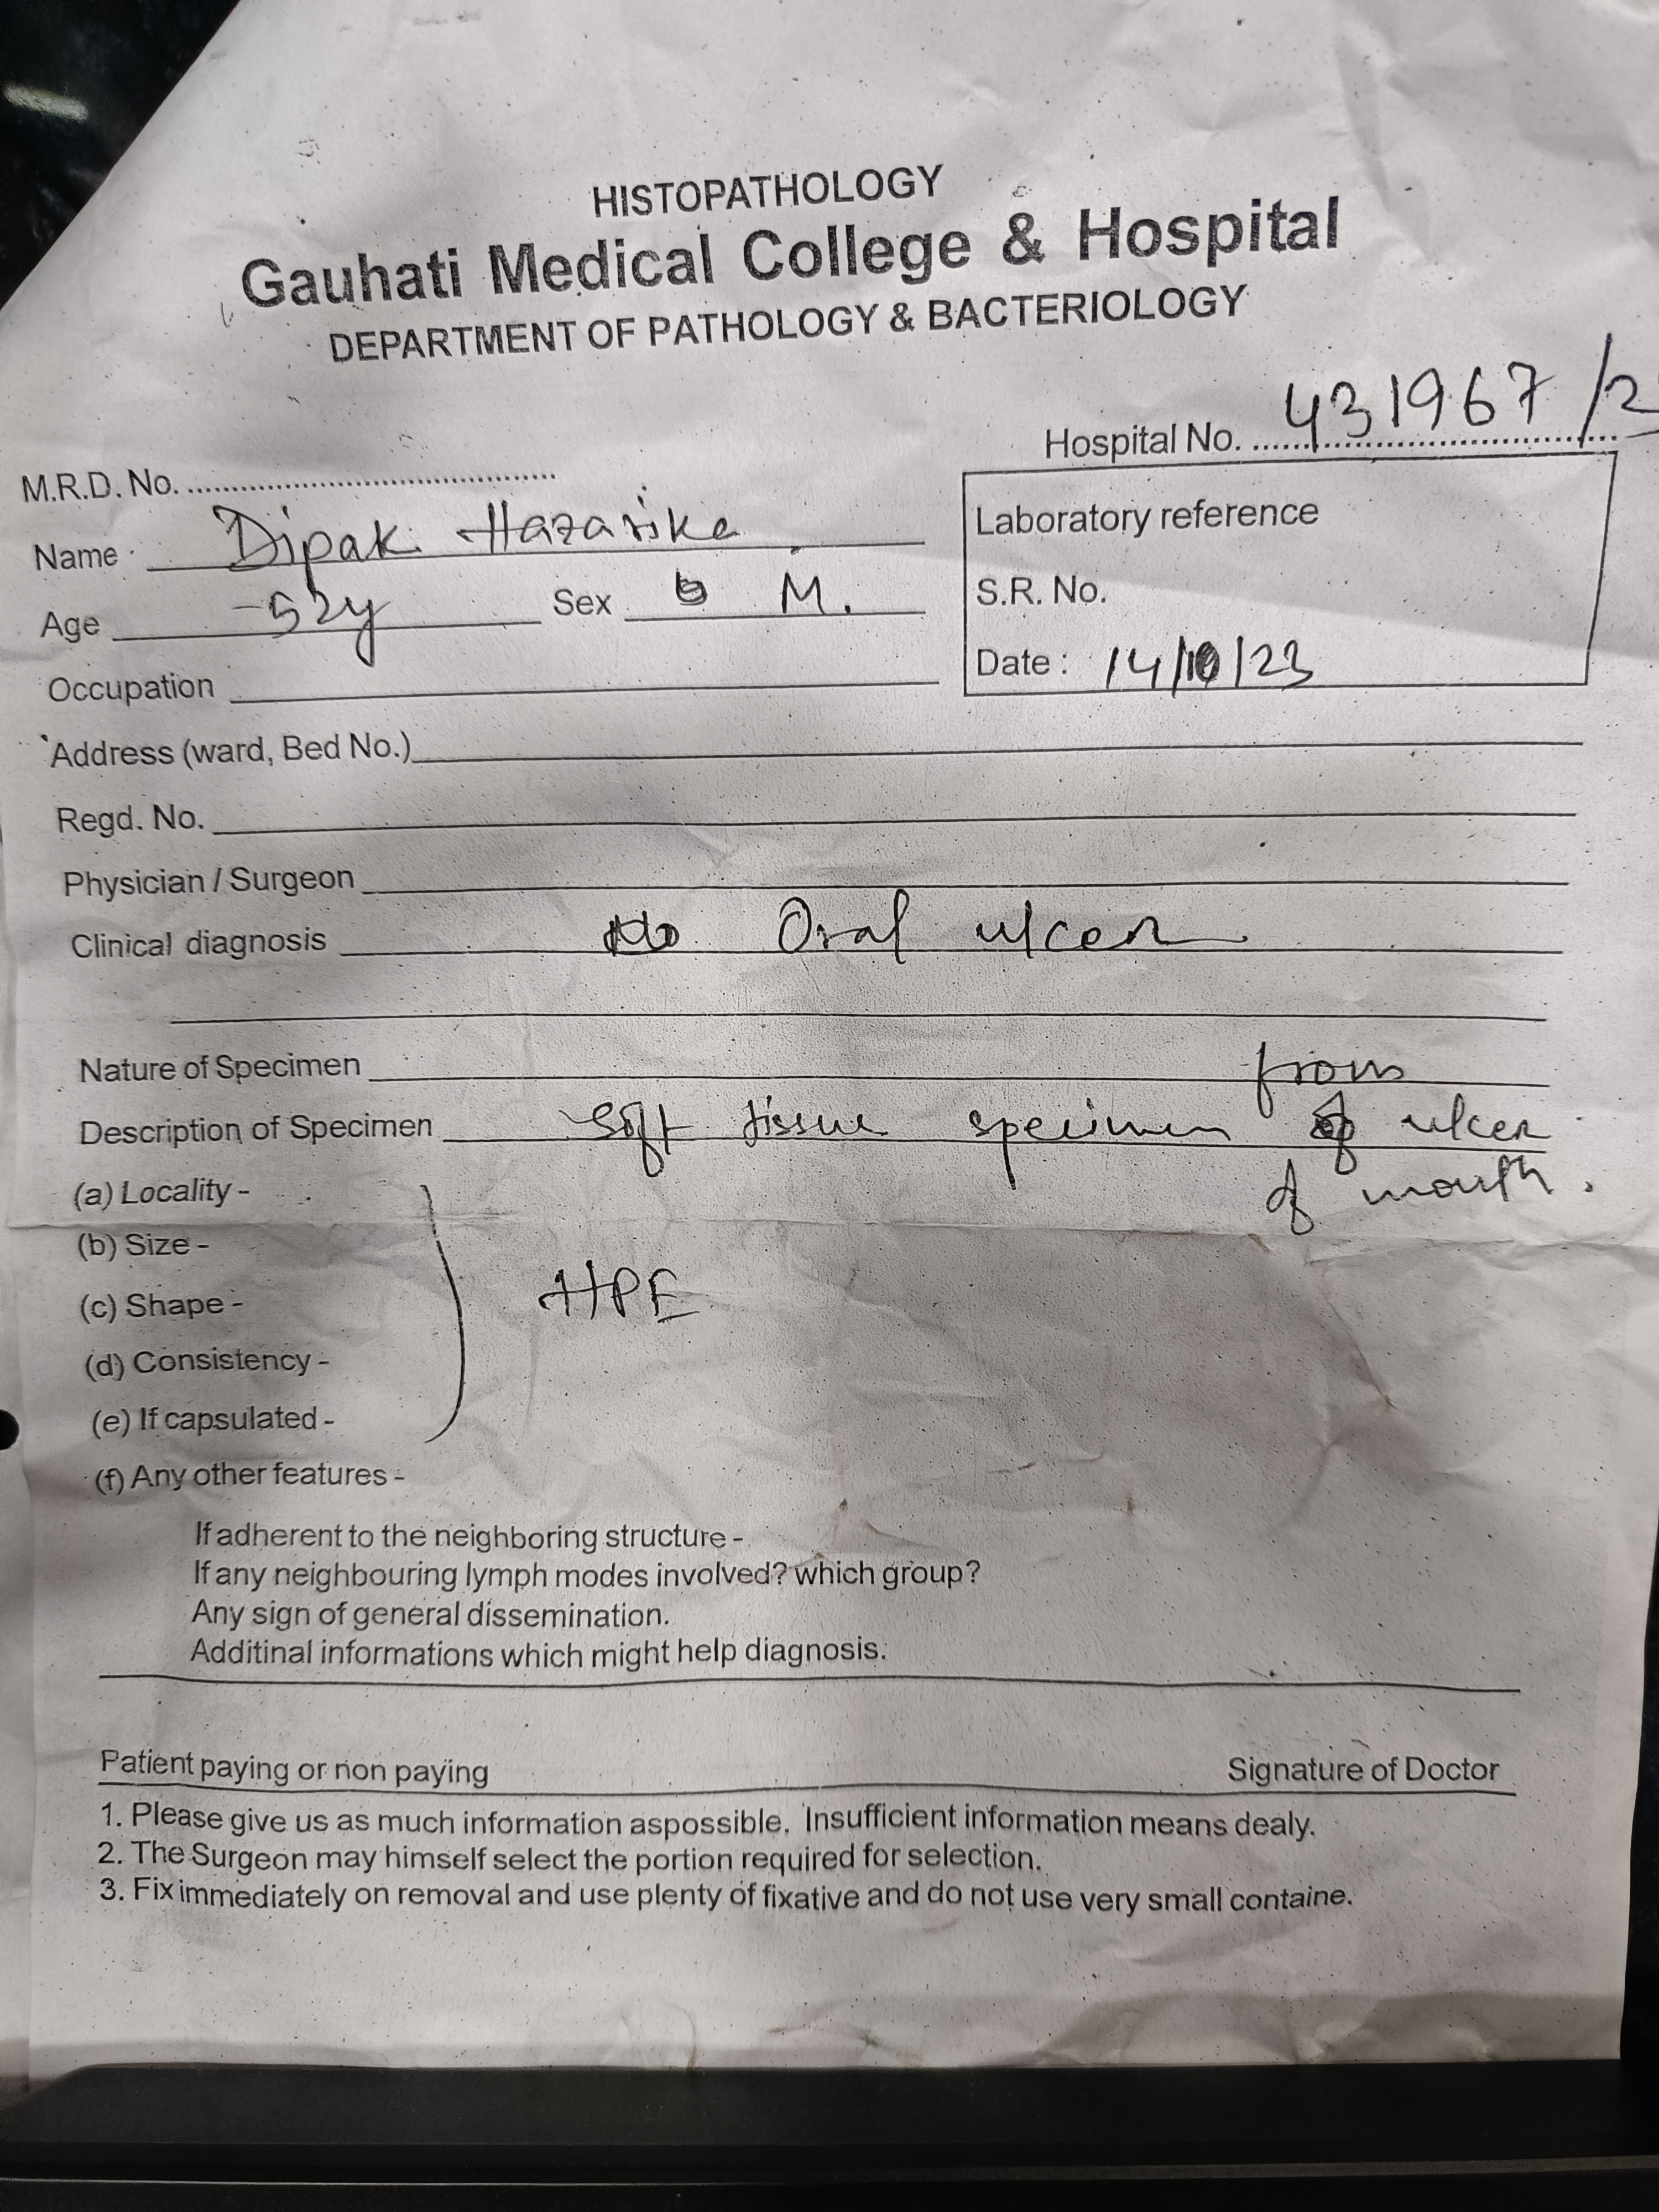 HISTOPATHOLOGY
Gauhati Medical College & Hospital
DEPARTMENT OF PATHOLOGY & BACTERIOLOGY
Hospital No. 431967 /2
M.R.D. No.
Name Dipak Hazarika
Age 52y Sex M.
Occupation
Laboratory reference
S.R. No.
Date : 14/10/23
Address (ward, Bed No.)
Regd. No.
Physician / Surgeon
Clinical diagnosis Oral ulcer
Nature of Specimen from
Description of Specimen Soft tissue specimen ulcer
of mouth.
(a) Locality -
(b) Size -
(c) Shape - HPE
(d) Consistency -
(e) If capsulated -
(f) Any other features -
If adherent to the neighboring structure -
If any neighbouring lymph modes involved? which group?
Any sign of general dissemination.
Additinal informations which might help diagnosis.
Patient paying or non paying Signature of Doctor
1. Please give us as much information aspossible. Insufficient information means dealy.
2. The Surgeon may himself select the portion required for selection.
3. Fix immediately on removal and use plenty of fixative and do not use very small containe.